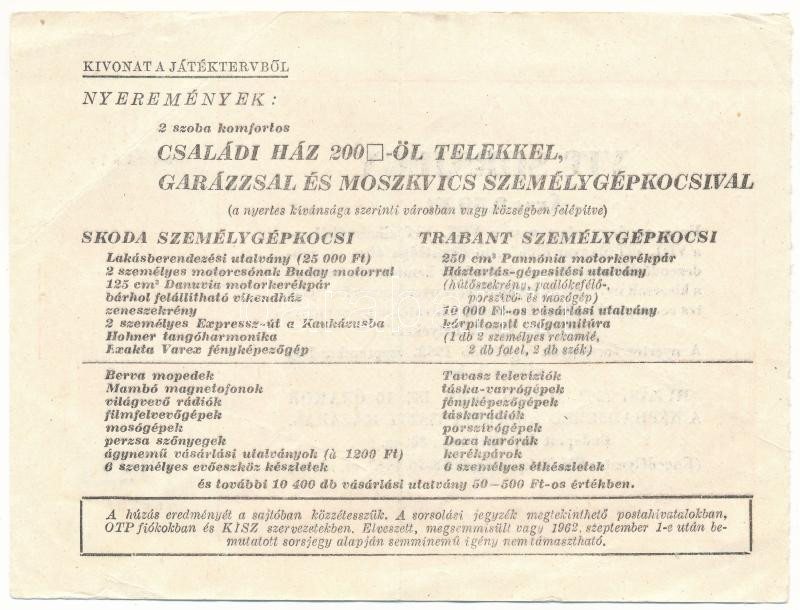 KIVONAT A JÁTÉKTERVBŐL
NYEREMÉNYEK:
2 szoba komfortos
CSALÁDI HÁZ 200□-ÖL TELEKKEL,
GARÁZZSAL ÉS MOSZKVICS SZEMÉLYGÉPKOCSIVAL
(a nyertes kívánsága szerinti városban vagy községben felépítve)
SKODA SZEMÉLYGÉPKOCSI
Lakásberendezési utalvány (25 000 Ft)
2 személyes motorcsónak Buday motorral
125 cm³ Danuvia motorkerékpár
bárhol felállítható víkendház
zeneszekrény
2 személyes Expressz-út a Kaukázusba
Hohner tangóharmonika
Exakta Varex fényképezőgép
TRABANT SZEMÉLYGÉPKOCSI
250 cm³ Pannónia motorkerékpár
Háztartás-gépesítési utalvány
(hűtőszekrény, padlókefélő-,
porszívó- és mosógép)
10 000 Ft-os vásárlási utalvány
kárpitozott csőgarnitúra
(1 db 2 személyes rekamié,
2 db fotel, 2 db szék)
Berva mopedek
Mambó magnetofonok
világvevő rádiók
filmfelvevőgépek
mosógépek
perzsa szőnyegek
ágynemű vásárlási utalványok (à 1200 Ft)
6 személyes evőeszköz készletek
Tavasz televíziók
táska-varrógépek
fényképezőgépek
táskarádiók
porszívógépek
Doxa karórák
kerékpárok
6 személyes étkészletek
és további 10 400 db vásárlási utalvány 50—500 Ft-os értékben.
A húzás eredményét a sajtóban közzétesszük. A sorsolási jegyzék megtekinthető postahivatalokban,
OTP fiókokban és KISZ szervezetekben. Elveszett, megsemmisült vagy 1962. szeptember 1-e után be-
mutatott sorsjegy alapján semminemű igény nem támasztható.